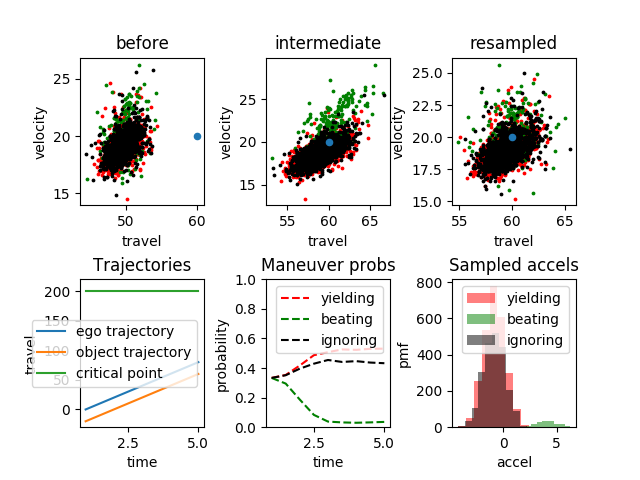 before
intermediate
resampled
velocity
25
20
15
50
60
travel
velocity
25
20
15
55
60
65
travel
velocity
25.0
22.5
20.0
17.5
15.0
55
60
65
travel
Trajectories
travel
200
150
100
50
0
ego trajectory
object trajectory
critical point
2.5
5.0
time
Maneuver probs
probability
1.0
0.8
0.6
0.4
0.2
0.0
yielding
beating
ignoring
2.5
5.0
time
Sampled accels
pmf
800
600
400
200
0
yielding
beating
ignoring
0
5
accel